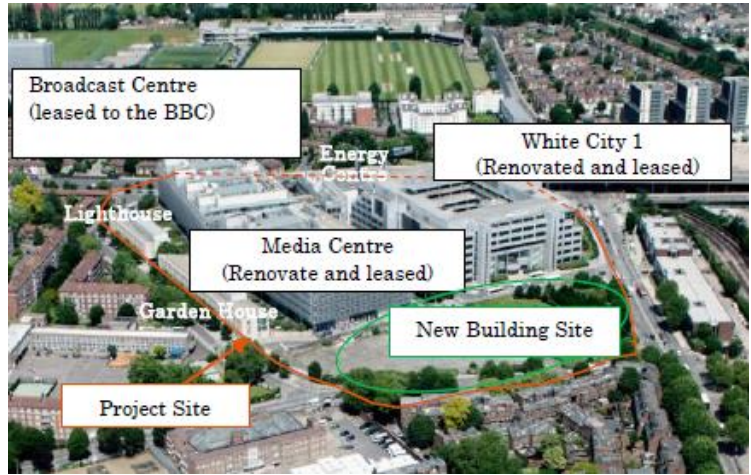 Broadcast Centre
(leased to the BBC)
White City 1
(Renovated and leased)
Energy
Centre
Lighthouse
Media Centre
(Renovate and leased)
Garden House
New Building Site
Project Site